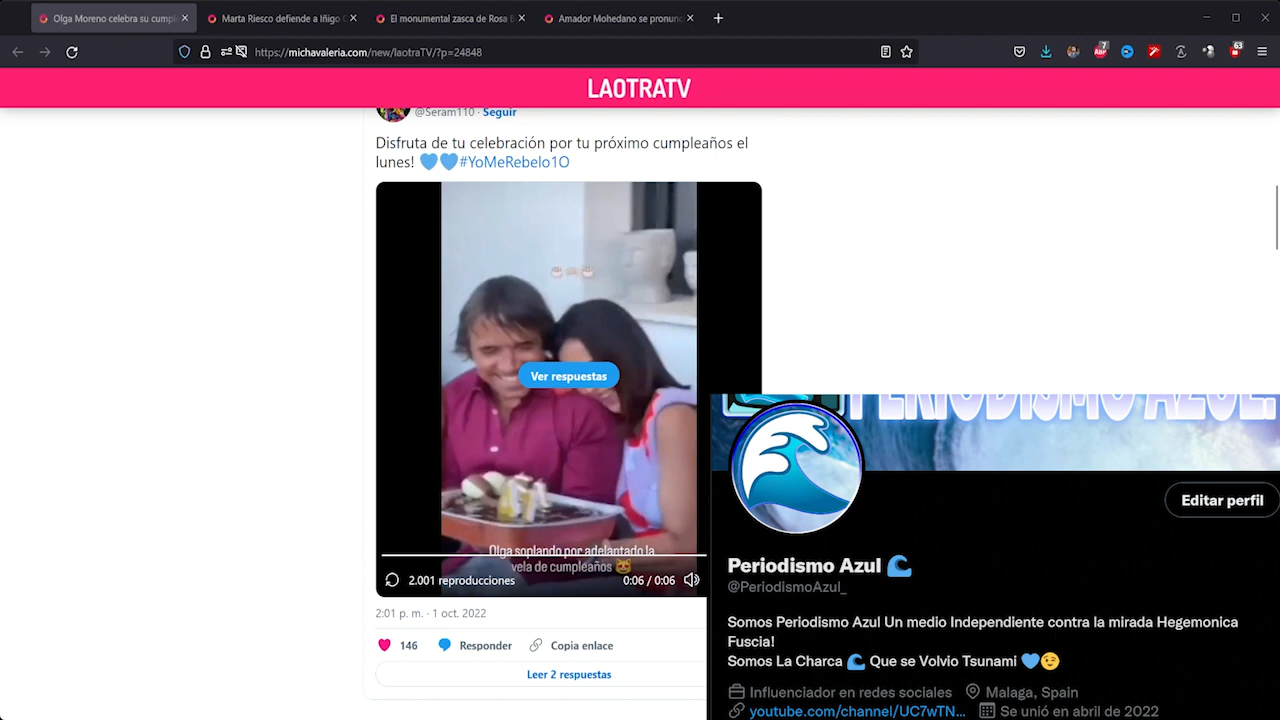 Olga Moreno celebra su cumple
Marta Riesco defiende a Iñigo
El monumental zasca de Rosa B
Amador Mohedano se pronunc
https://michavaleria.com/new/laotraTV/?p=24848
7
63
LAOTRATV
@Seram110 · Seguir
Disfruta de tu celebración por tu próximo cumpleaños el
lunes! 💙💙#YoMeRebelo1O
Ver respuestas
Olga soplando por adelantado la
vela de cumpleaños 😸
2.001 reproducciones
0:06 / 0:06
2:01 p. m. · 1 oct. 2022
146 Responder Copia enlace
Leer 2 respuestas
PERIODISMO AZUL.
Editar perfil
Periodismo Azul 🌊
@PeriodismoAzul_
Somos Periodismo Azul Un medio Independiente contra la mirada Hegemonica
Fuscia!
Somos La Charca 🌊 Que se Volvio Tsunami 💙😉
Influenciador en redes sociales Malaga, Spain
youtube.com/channel/UC7wTN... Se unió en abril de 2022